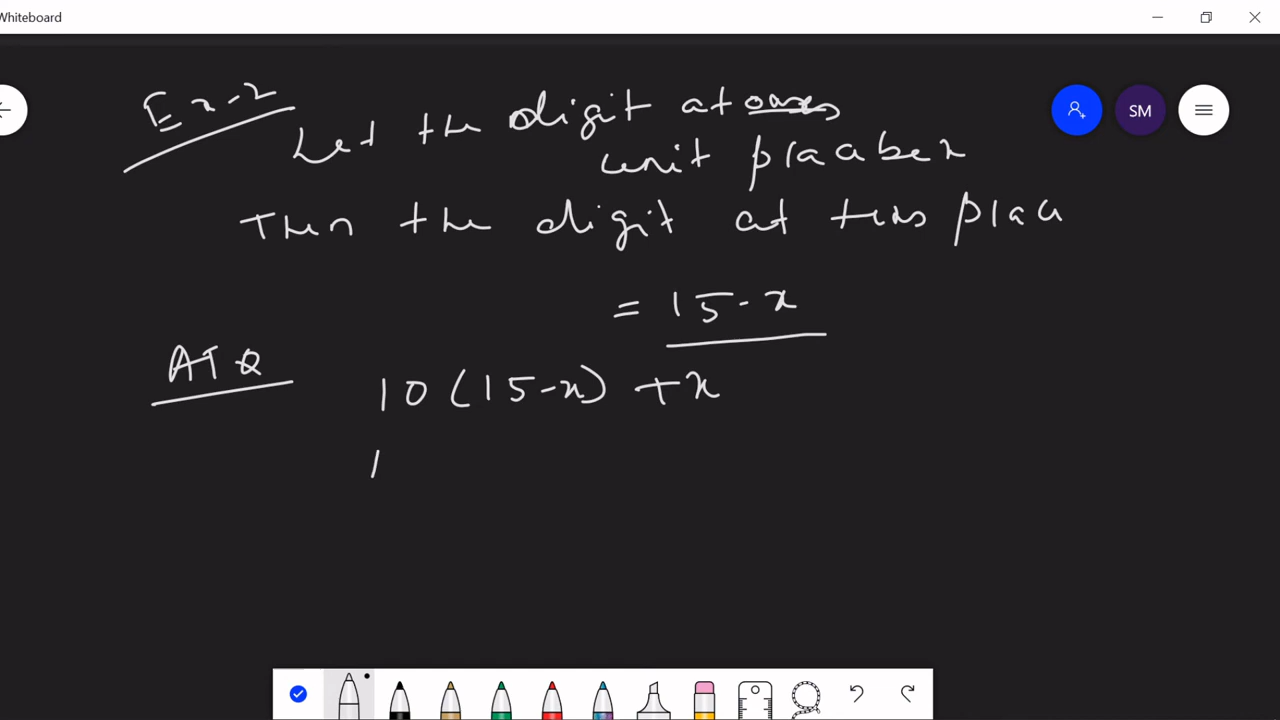 Whiteboard
Ex-2
Let the digit at
unit place be x
SM
Then the digit at tens place
= 15-x
ATQ
10(15-x) +x
1